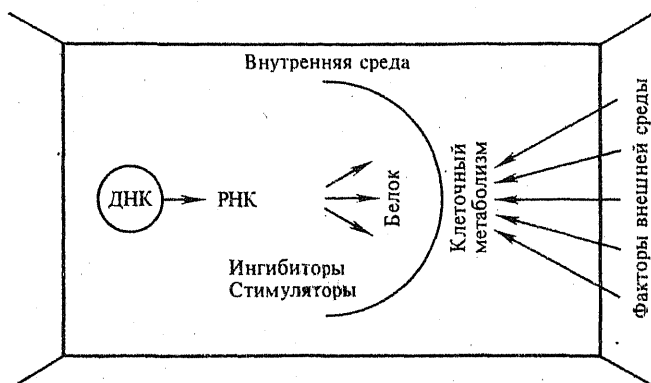 Внутренняя среда
ДНК
РНК
Белок
Клеточный
метаболизм
Факторы внешней среды
Ингибиторы
Стимуляторы